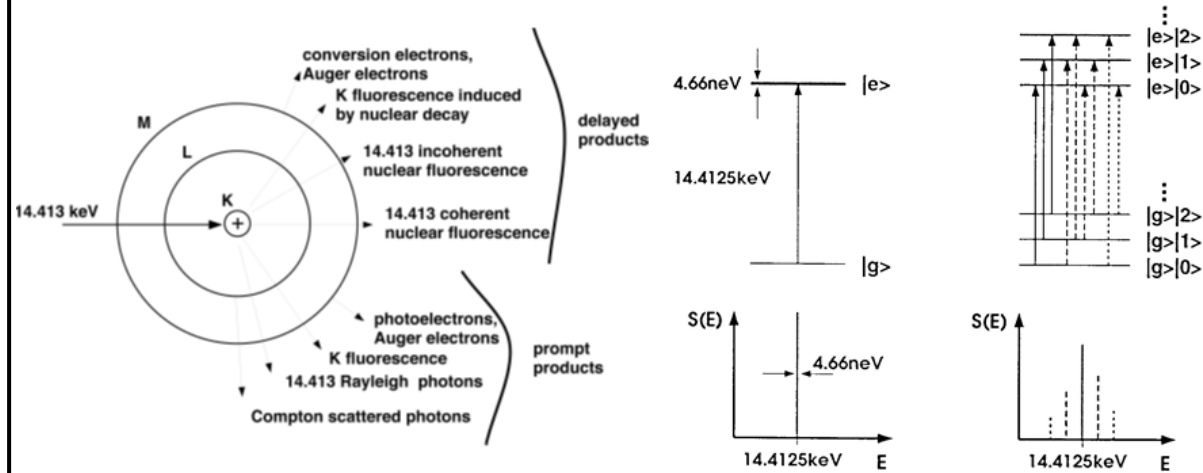 conversion electrons,
Auger electrons
K fluorescence induced
by nuclear decay
14.413 incoherent
nuclear fluorescence
14.413 coherent
nuclear fluorescence
delayed
products
M
L
K
+
14.413 keV
photoelectrons,
Auger electrons
K fluorescence
14.413 Rayleigh photons
Compton scattered photons
prompt
products
4.66neV
|e>
14.4125keV
|g>
S(E)
4.66neV
14.4125keV
E
⋮
|e>|2>
|e>|1>
|e>|0>
⋮
|g>|2>
|g>|1>
|g>|0>
S(E)
14.4125keV
E